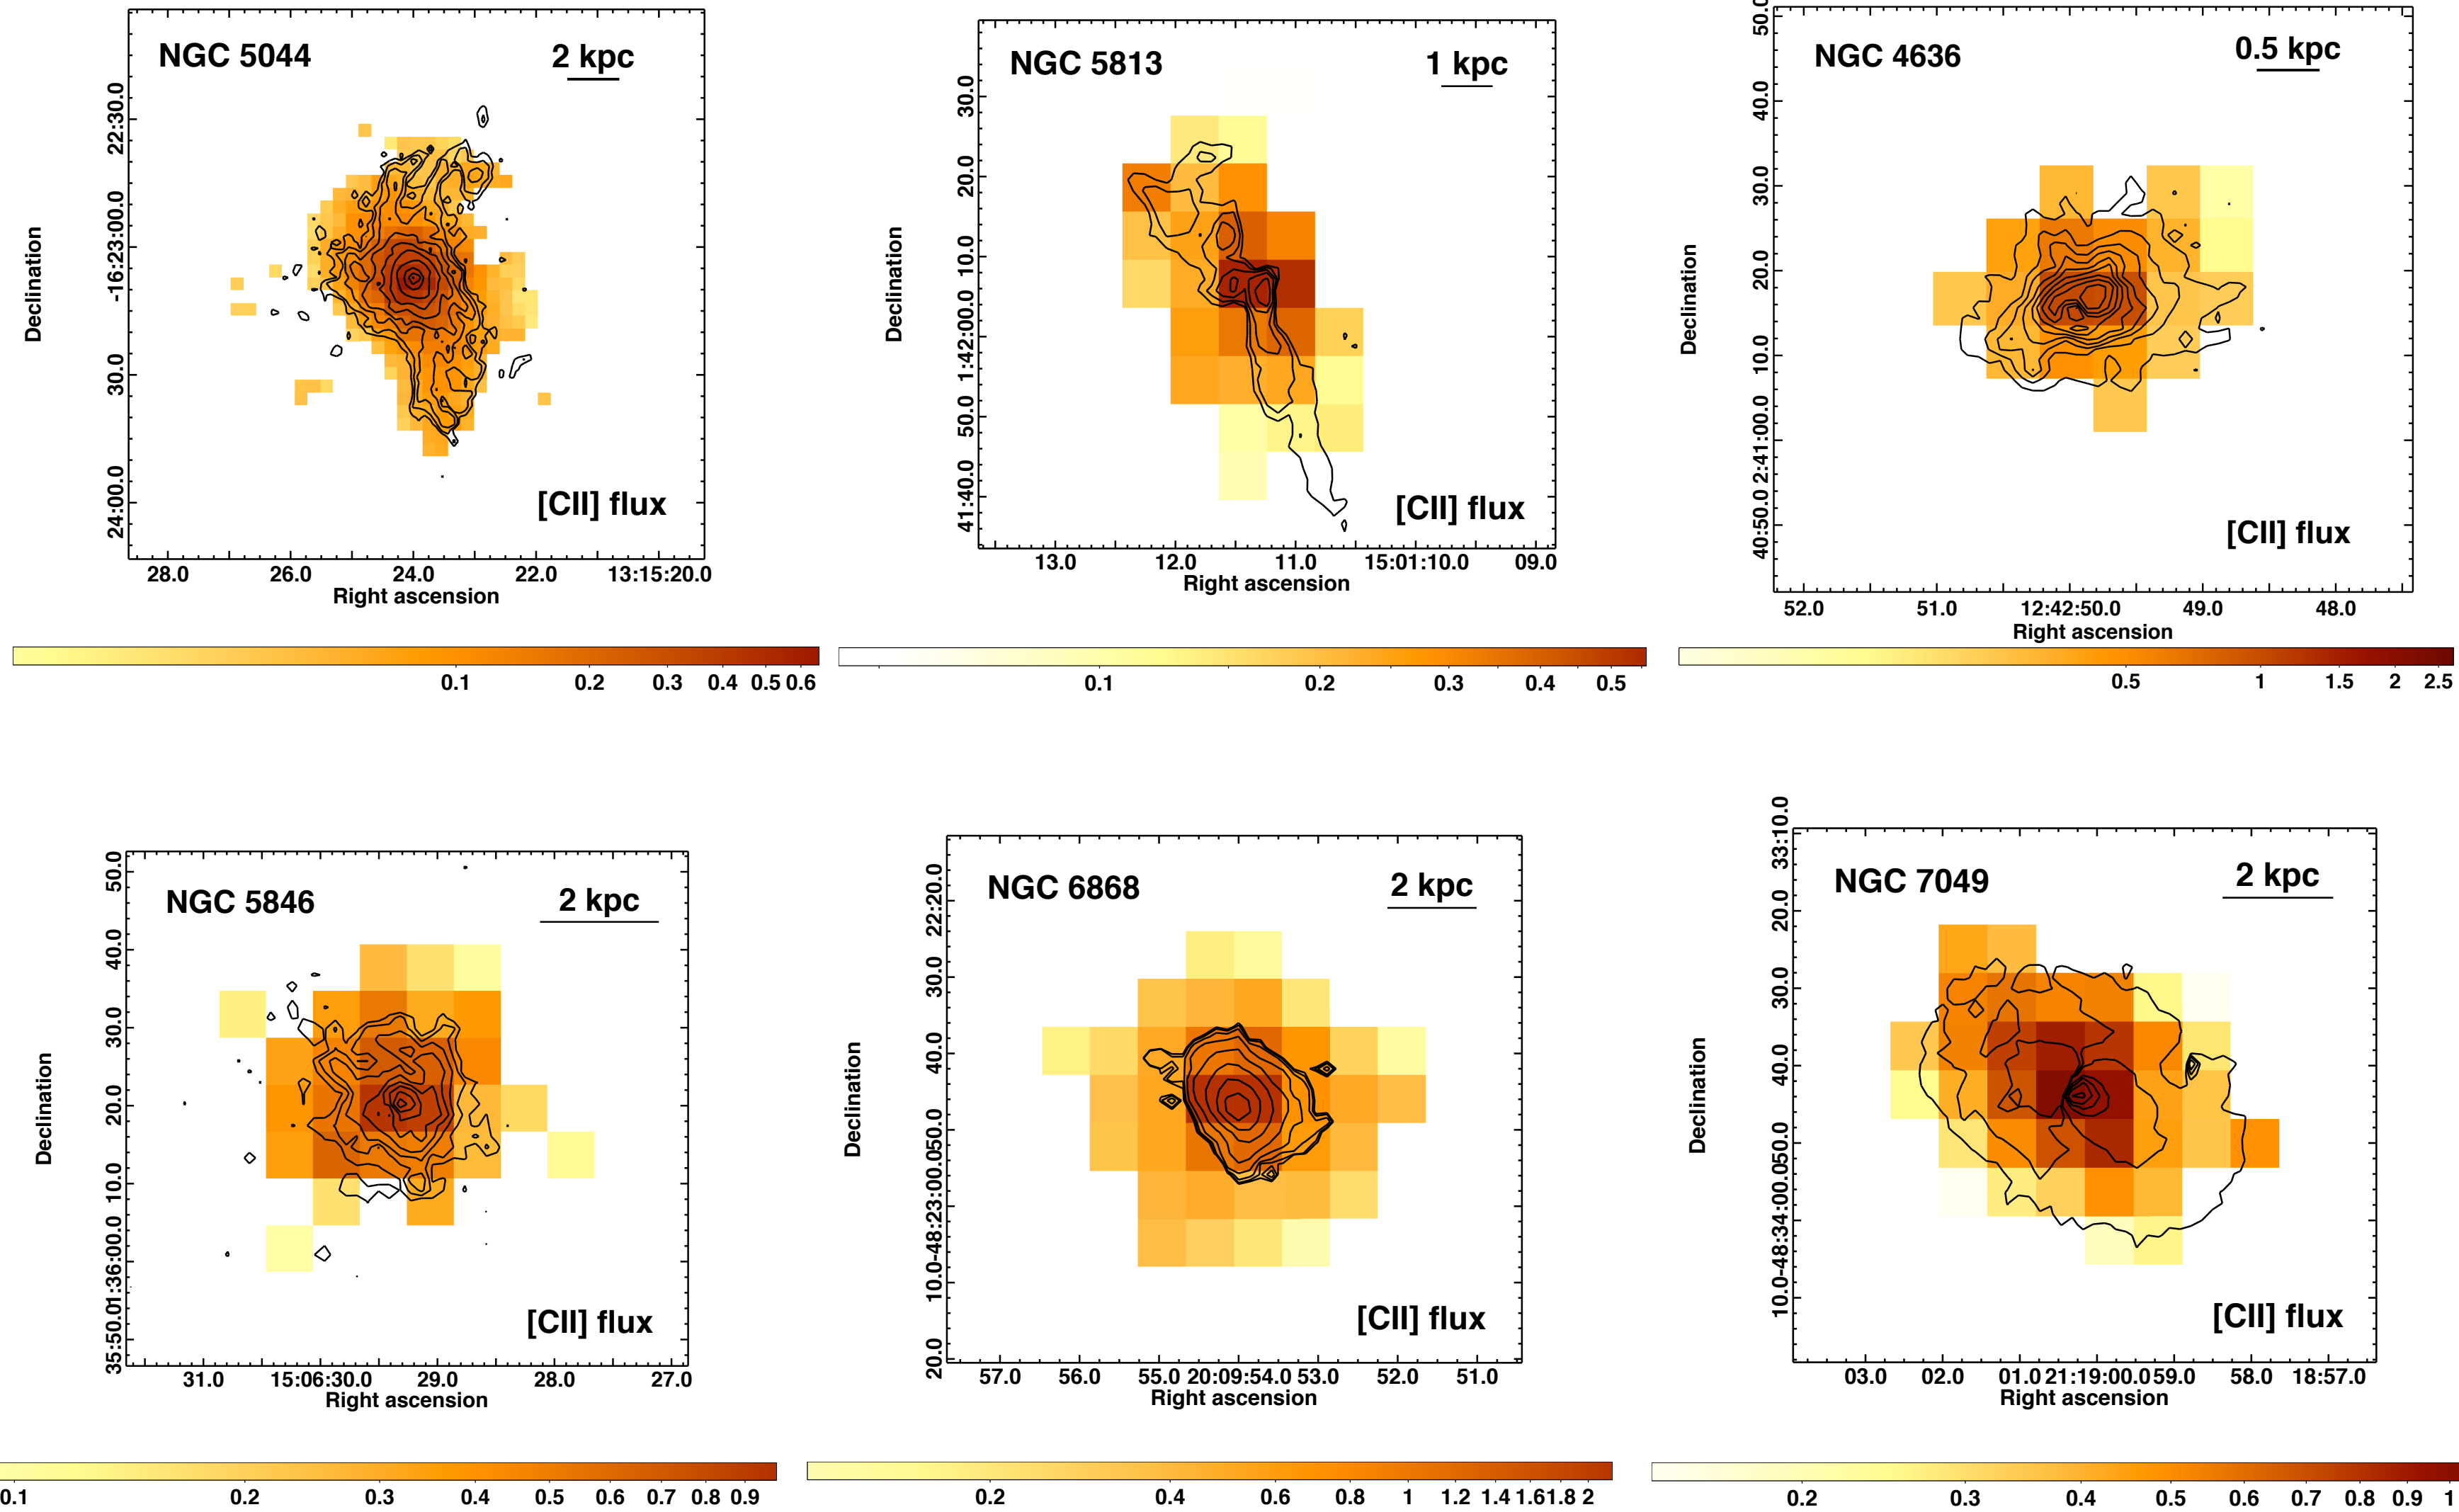 NGC 5044
2 kpc
[CII] flux
Declination
22:30.0
-16:23:00.0
30.0
24:00.0
28.0 26.0 24.0 22.0 13:15:20.0
Right ascension
0.1 0.2 0.3 0.4 0.5 0.6
NGC 5813
1 kpc
[CII] flux
Declination
30.0
20.0
10.0
1:42:00.0
50.0
41:40.0
13.0 12.0 11.0 15:01:10.0 09.0
Right ascension
0.1 0.2 0.3 0.4 0.5
NGC 4636
0.5 kpc
[CII] flux
Declination
50.0
40.0
30.0
20.0
10.0
2:41:00.0
40:50.0
52.0 51.0 12:42:50.0 49.0 48.0
Right ascension
0.5 1 1.5 2 2.5
NGC 5846
2 kpc
[CII] flux
Declination
50.0
40.0
30.0
20.0
10.0
01:36:00.0
35:50.0
31.0 15:06:30.0 29.0 28.0 27.0
Right ascension
0.1 0.2 0.3 0.4 0.5 0.6 0.7 0.8 0.9
NGC 6868
2 kpc
[CII] flux
Declination
22:20.0
30.0
40.0
50.0
-48:23:00.0
10.0
20.0
57.0 56.0 55.0 20:09:54.0 53.0 52.0 51.0
Right ascension
0.2 0.4 0.6 0.8 1 1.2 1.4 1.6 1.8 2
NGC 7049
2 kpc
[CII] flux
Declination
33:10.0
20.0
30.0
40.0
50.0
-48:34:00.0
10.0
03.0 02.0 01.0 21:19:00.0 59.0 58.0 18:57.0
Right ascension
0.2 0.3 0.4 0.5 0.6 0.7 0.8 0.9 1